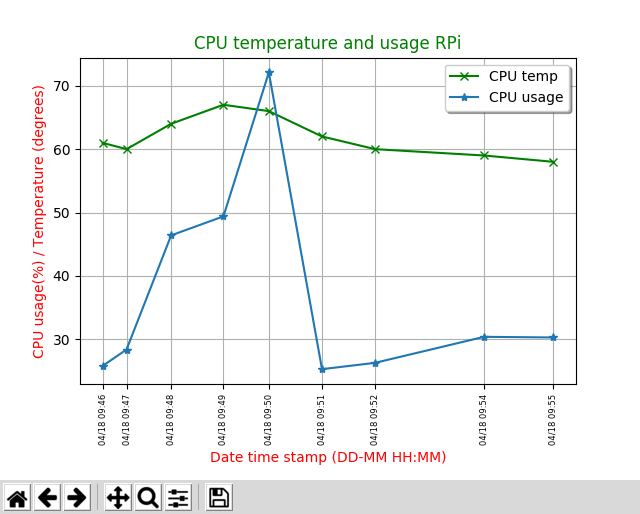 CPU temperature and usage RPi
CPU temp
CPU usage
70
60
50
40
30
CPU usage(%) / Temperature (degrees)
04/18 09:46
04/18 09:47
04/18 09:48
04/18 09:49
04/18 09:50
04/18 09:51
04/18 09:52
04/18 09:54
04/18 09:55
Date time stamp (DD-MM HH:MM)